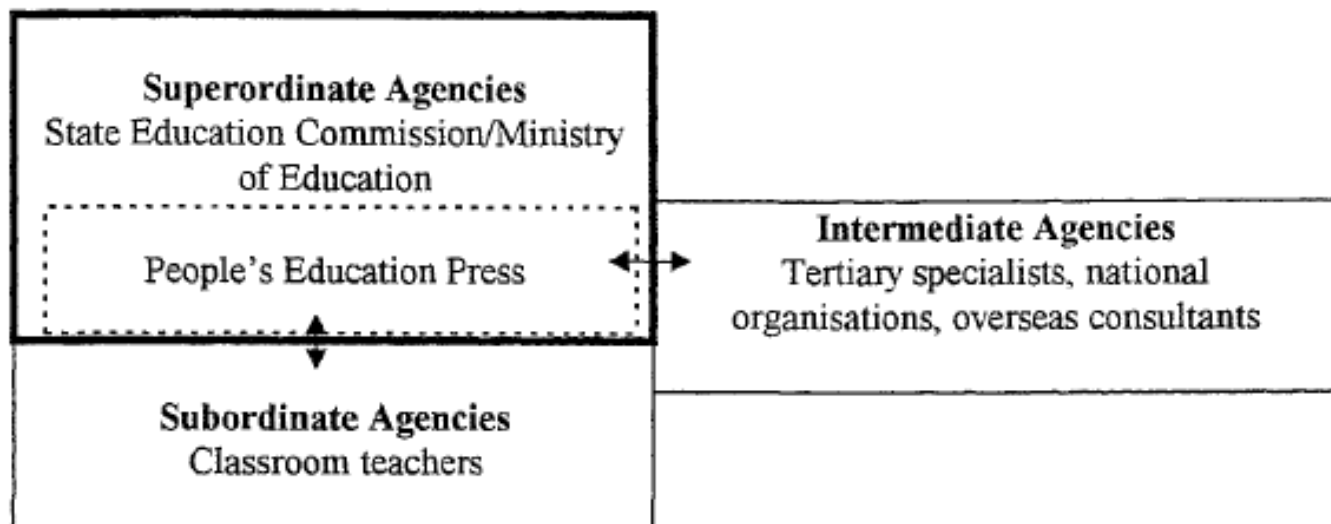 Superordinate Agencies
State Education Commission/Ministry
of Education
People's Education Press
Intermediate Agencies
Tertiary specialists, national
organisations, overseas consultants
Subordinate Agencies
Classroom teachers